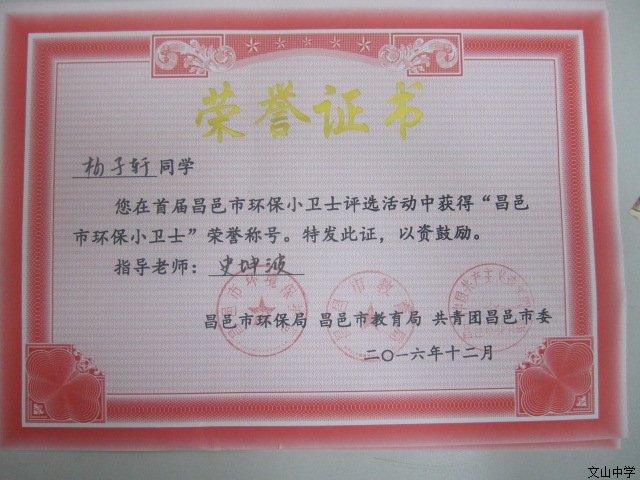 荣誉证书
柏子轩 同学
您在首届昌邑市环保小卫士评选活动中获得“昌邑
市环保小卫士”荣誉称号。特发此证，以资鼓励。
指导老师：史坤波
昌邑市环保局 昌邑市教育局 共青团昌邑市委
二〇一六年十二月
文山中学